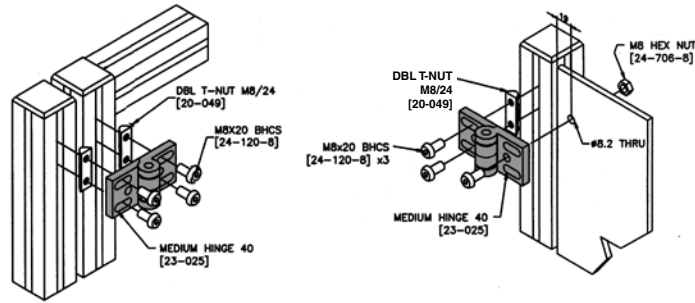 DBL T-NUT M8/24
[20-049]
M8X20 BHCS
[24-120-8]
MEDIUM HINGE 40
[23-025]
19
M8 HEX NUT
[24-706-8]
DBL T-NUT
M8/24
[20-049]
M8x20 BHCS
[24-120-8] x3
ø8.2 THRU
MEDIUM HINGE 40
[23-025]